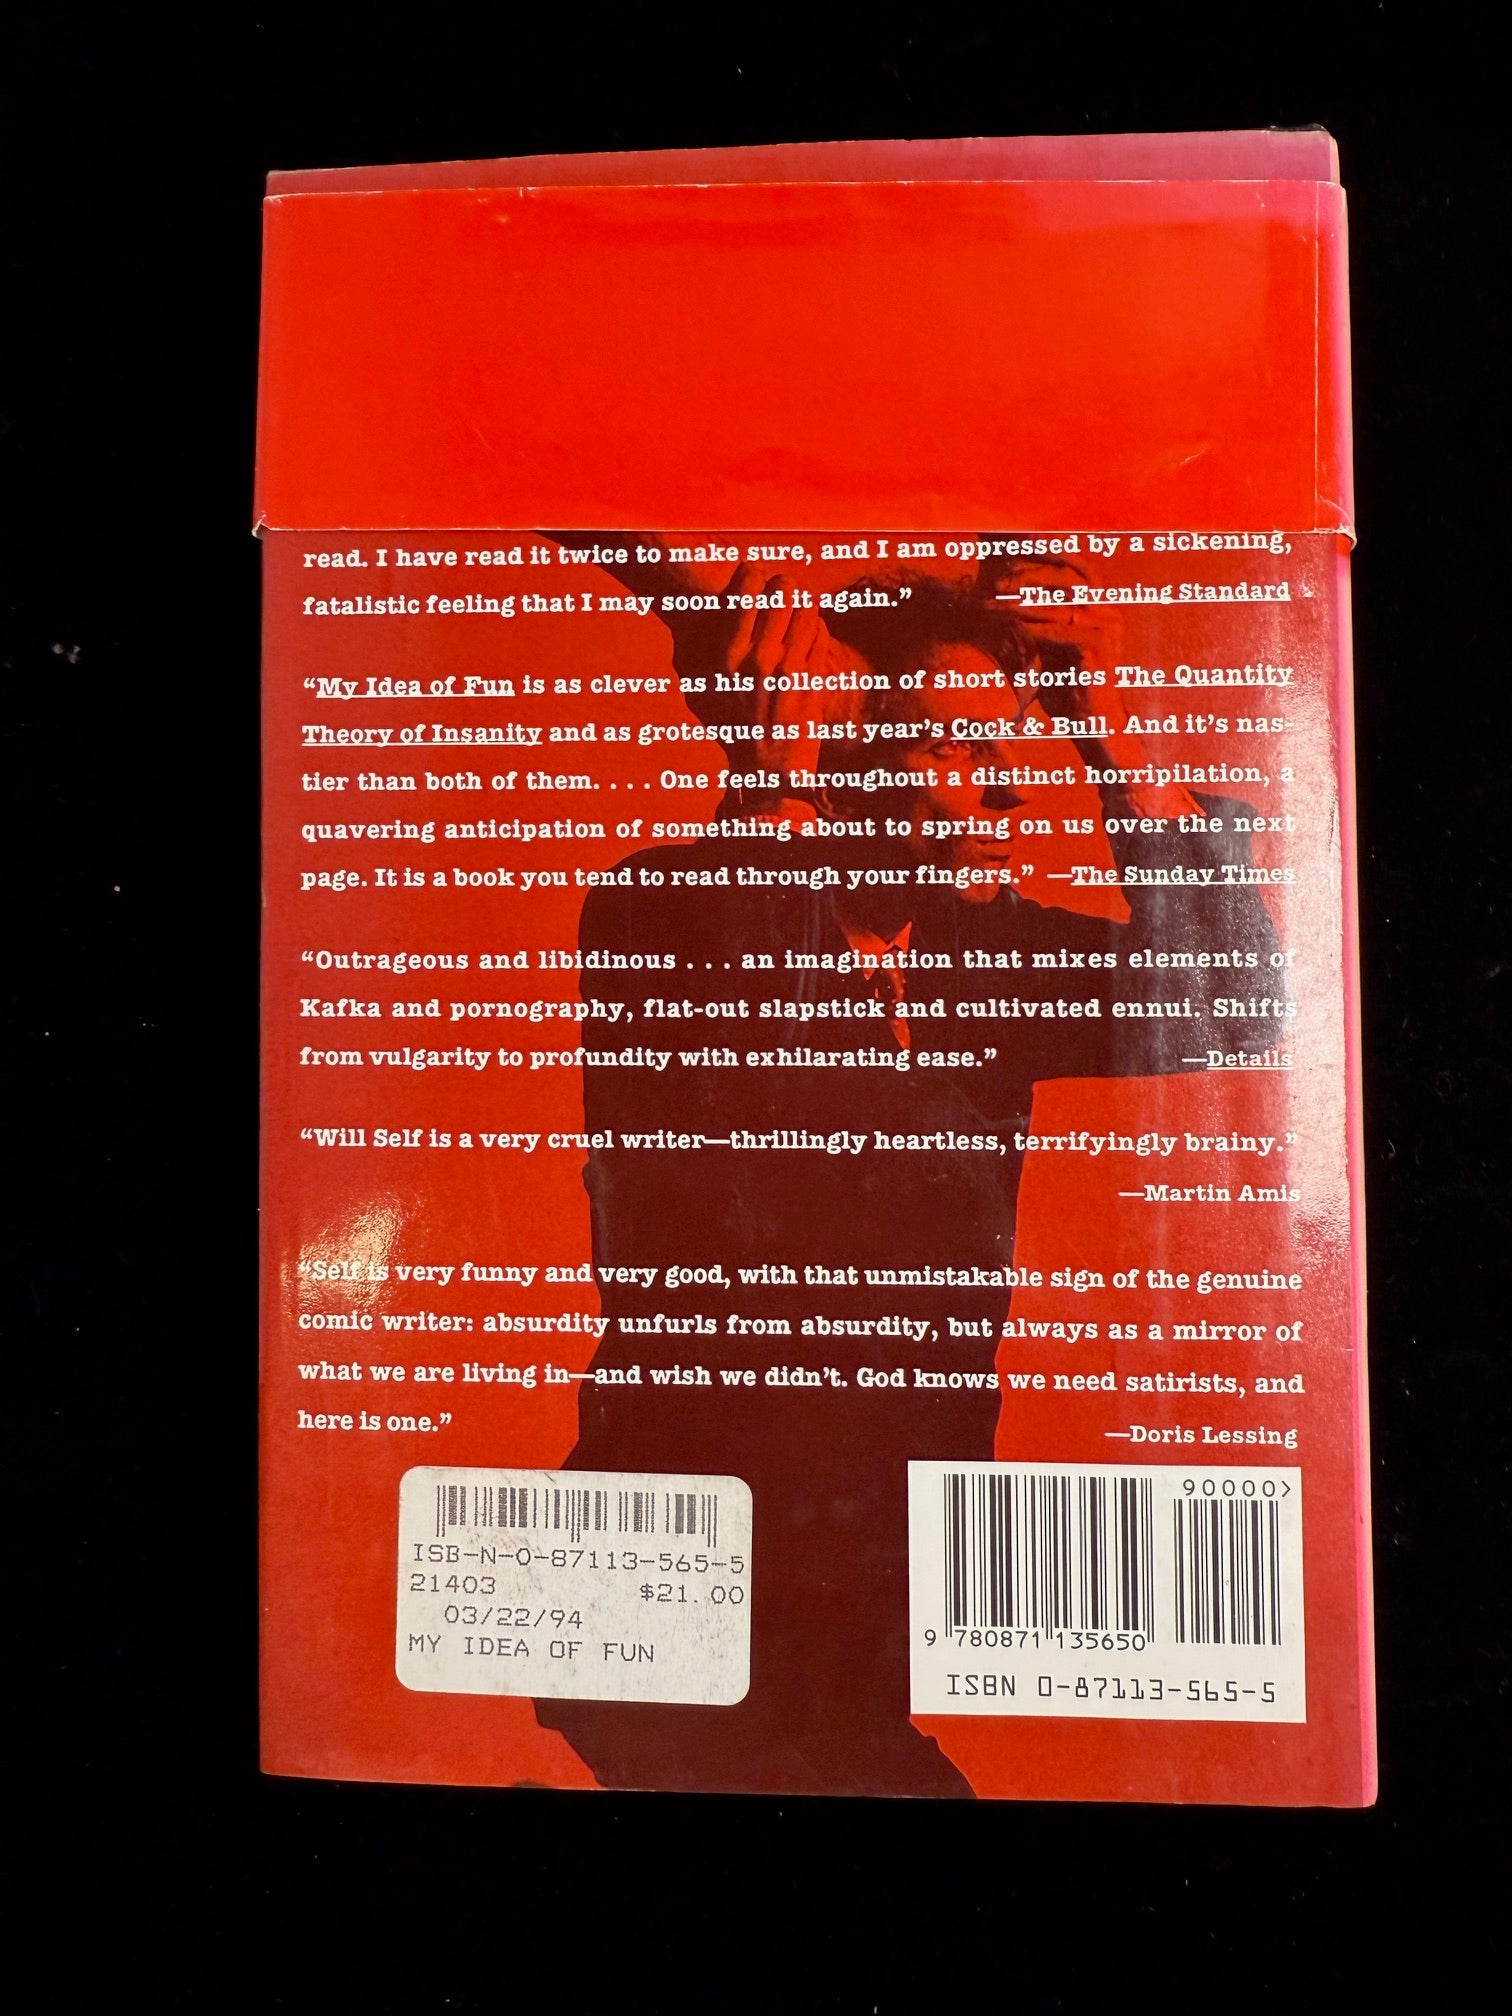 read. I have read it twice to make sure, and I am oppressed by a sickening,
fatalistic feeling that I may soon read it again.” —The Evening Standard
“My Idea of Fun is as clever as his collection of short stories The Quantity
Theory of Insanity and as grotesque as last year’s Cock & Bull. And it’s nas-
tier than both of them. . . . One feels throughout a distinct horripilation, a
quavering anticipation of something about to spring on us over the next
page. It is a book you tend to read through your fingers.” —The Sunday Times
“Outrageous and libidinous . . . an imagination that mixes elements of
Kafka and pornography, flat-out slapstick and cultivated ennui. Shifts
from vulgarity to profundity with exhilarating ease.” —Details
“Will Self is a very cruel writer—thrillingly heartless, terrifyingly brainy.”
—Martin Amis
“Self is very funny and very good, with that unmistakable sign of the genuine
comic writer: absurdity unfurls from absurdity, but always as a mirror of
what we are living in—and wish we didn’t. God knows we need satirists, and
here is one.” —Doris Lessing
ISB-N-0-87113-565-5
21403 $21.00
03/22/94
MY IDEA OF FUN
90000>
9 780871 135650
ISBN 0-87113-565-5